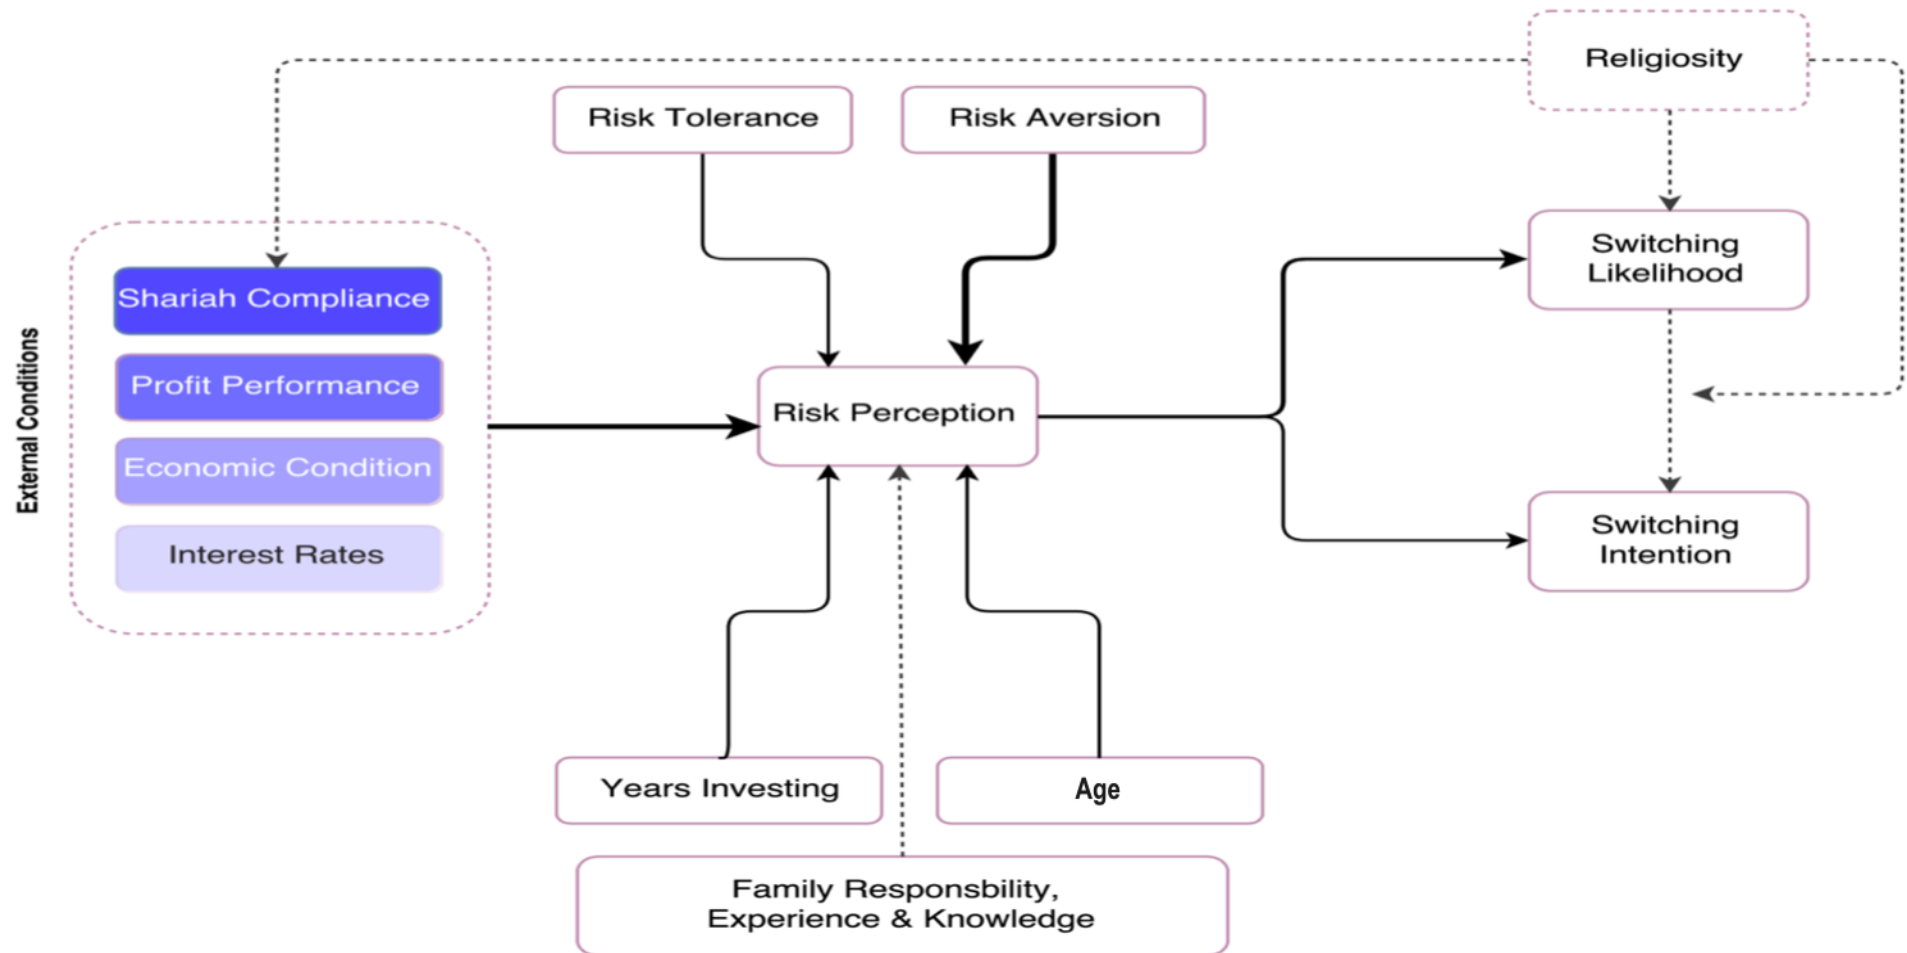 Religiosity
Risk Tolerance
Risk Aversion
Switching
Likelihood
External Conditions
Shariah Compliance
Profit Performance
Economic Condition
Interest Rates
Risk Perception
Switching
Intention
Years Investing
Age
Family Responsbility,
Experience & Knowledge